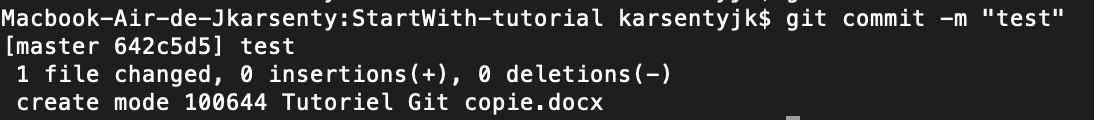 Macbook-Air-de-Jkarsenty:StartWith-tutorial karsentyjk$ git commit -m "test"
[master 642c5d5] test
 1 file changed, 0 insertions(+), 0 deletions(-)
 create mode 100644 Tutoriel Git copie.docx